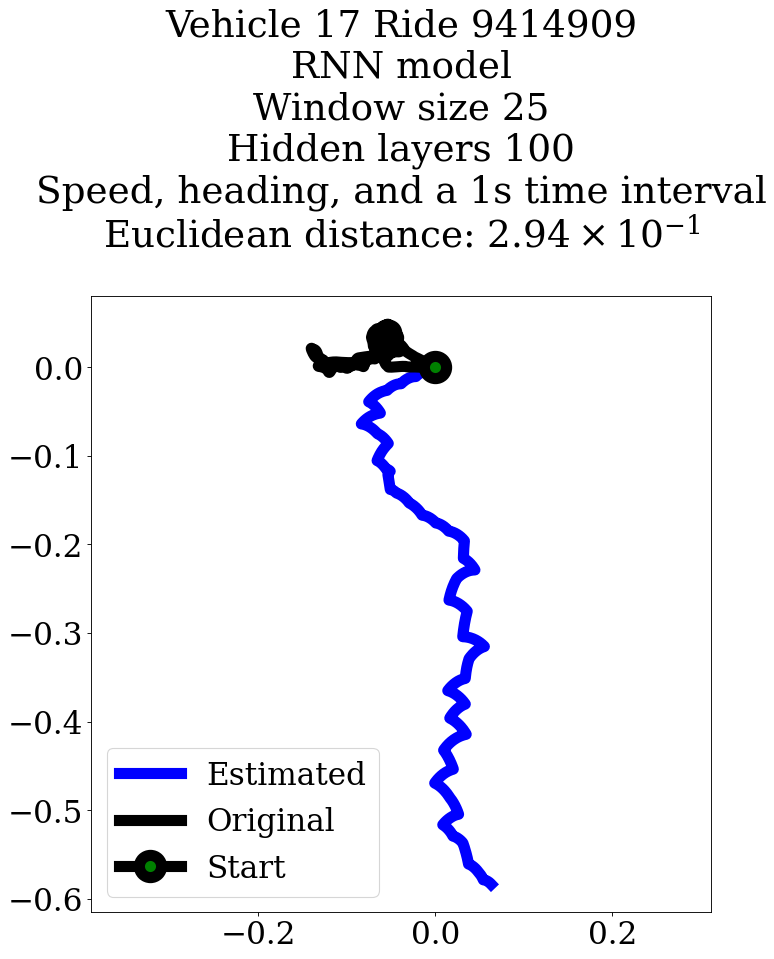 Vehicle 17 Ride 9414909
RNN model
Window size 25
Hidden layers 100
Speed, heading, and a 1s time interval
Euclidean distance: 2.94 × 10⁻¹
0.0
−0.1
−0.2
−0.3
−0.4
−0.5
−0.6
Estimated
Original
Start
−0.2 0.0 0.2